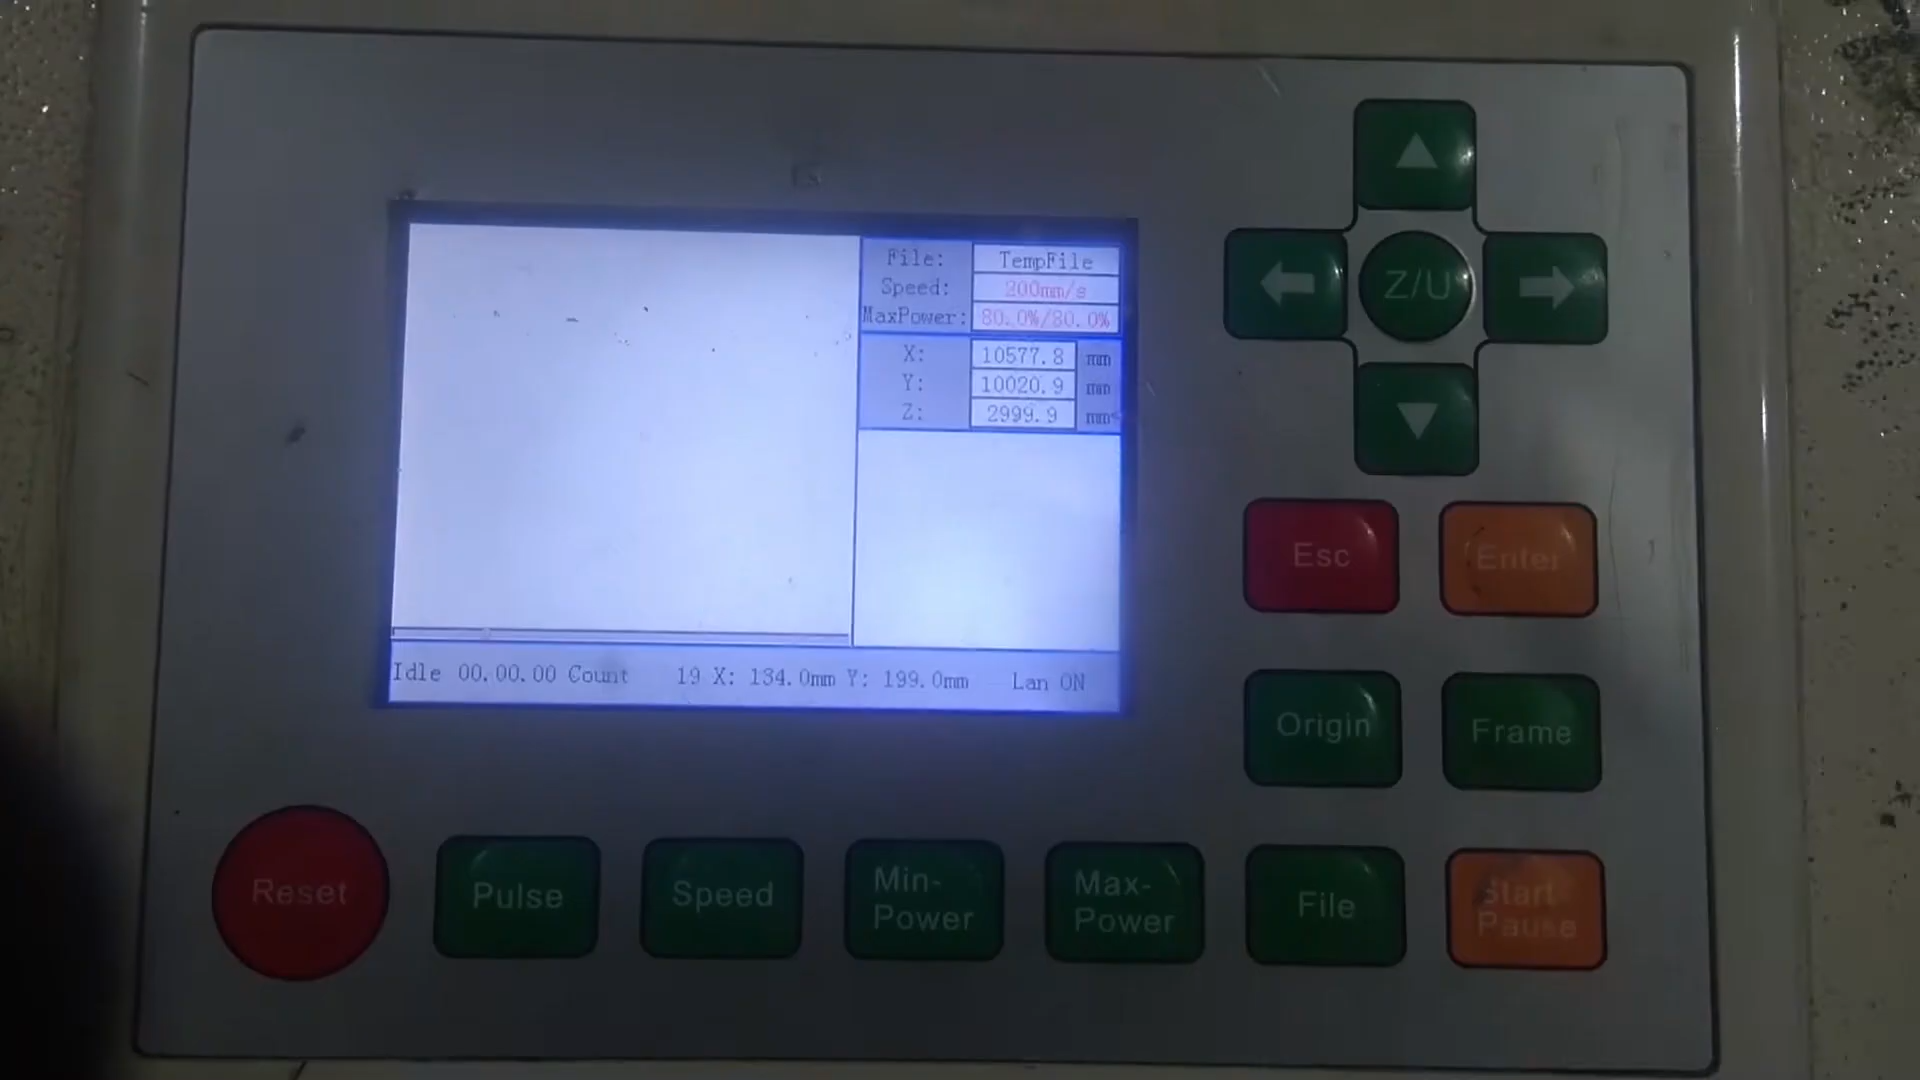 File: TempFile
Speed: 200mm/s
MaxPower: 80.0%/80.0%
X: 10577.8 mm
Y: 10020.9 mm
Z: 2999.9 mm
Idle 00.00.00 Count 19 X: 134.0mm Y: 199.0mm Lan ON
Z/U
Esc
Enter
Origin
Frame
Reset
Pulse
Speed
Min-
Power
Max-
Power
File
Start-
Pause